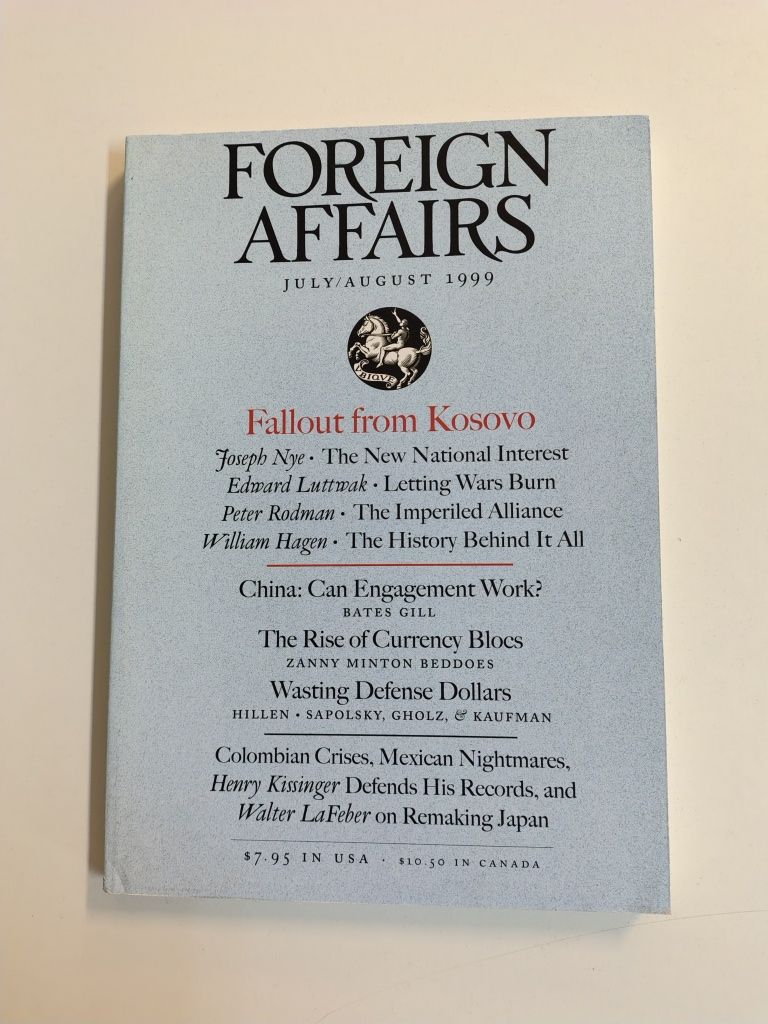 FOREIGN
AFFAIRS
JULY/AUGUST 1999
VBIQVE
Fallout from Kosovo
Joseph Nye · The New National Interest
Edward Luttwak · Letting Wars Burn
Peter Rodman · The Imperiled Alliance
William Hagen · The History Behind It All
China: Can Engagement Work?
BATES GILL
The Rise of Currency Blocs
ZANNY MINTON BEDDOES
Wasting Defense Dollars
HILLEN · SAPOLSKY, GHOLZ, & KAUFMAN
Colombian Crises, Mexican Nightmares,
Henry Kissinger Defends His Records, and
Walter LaFeber on Remaking Japan
$7.95 IN USA · $10.50 IN CANADA